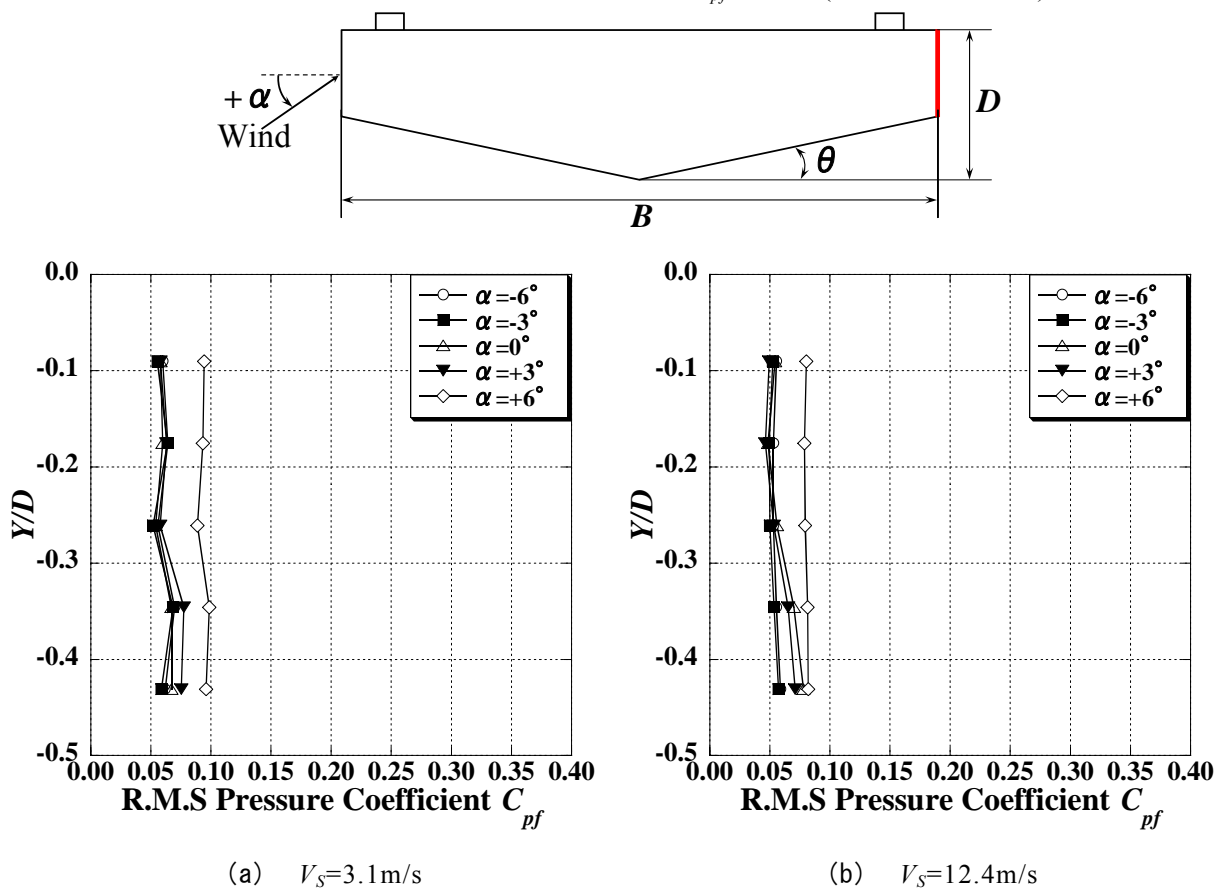 +α
Wind
θ
D
B
0.0
-0.1
-0.2
-0.3
-0.4
-0.5
Y/D
α=-6°
α=-3°
α=0°
α=+3°
α=+6°
0.00 0.05 0.10 0.15 0.20 0.25 0.30 0.35 0.40
R.M.S Pressure Coefficient Cpf
(a) VS=3.1m/s
0.0
-0.1
-0.2
-0.3
-0.4
-0.5
Y/D
α=-6°
α=-3°
α=0°
α=+3°
α=+6°
0.00 0.05 0.10 0.15 0.20 0.25 0.30 0.35 0.40
R.M.S Pressure Coefficient Cpf
(b) VS=12.4m/s